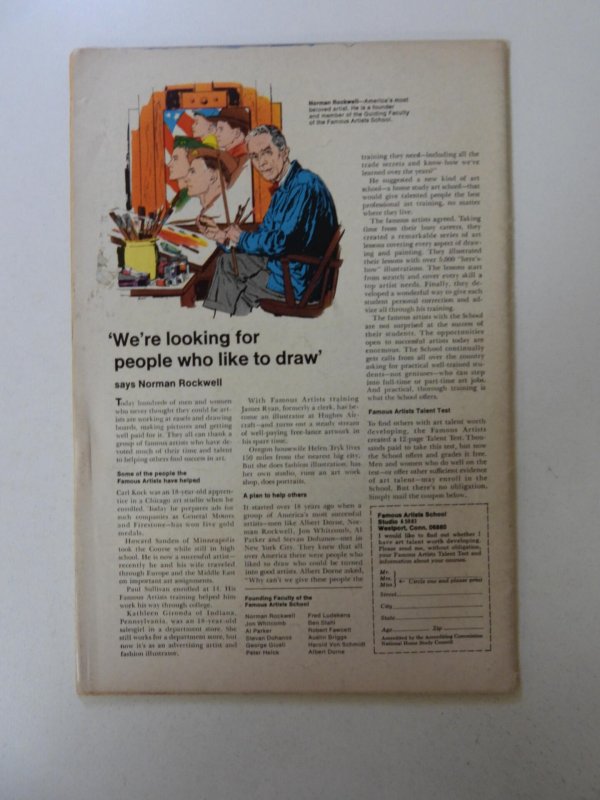 Norman Rockwell—America's most
beloved artist. He is a founder
and member of the Guiding Faculty
of the Famous Artists School.
'We're looking for
people who like to draw'
says Norman Rockwell
Today hundreds of men and women
who never thought they could be art-
ists are working at easels and drawing
boards, making pictures and getting
well paid for it. They all can thank a
group of famous artists who have de-
voted much of their time and talent
to helping others find success in art.
Some of the people the
Famous Artists have helped
Carl Kock was an 18-year-old appren-
tice in a Chicago art studio when he
enrolled. Today he prepares ads for
such companies as General Motors
and Firestone—has won five gold
medals.
Howard Sanden of Minneapolis
took the Course while still in high
school. He is now a successful artist—
recently he and his wife traveled
through Europe and the Middle East
on important art assignments.
Paul Sullivan enrolled at 14. His
Famous Artists training helped him
work his way through college.
Kathleen Gironda of Indiana,
Pennsylvania, was an 18-year-old
salesgirl in a department store. She
still works for a department store, but
now it's as an advertising artist and
fashion illustrator.
With Famous Artists training
James Ryan, formerly a clerk, has be-
come an illustrator at Hughes Air-
craft—and turns out a steady stream
of well-paying free-lance artwork in
his spare time.
Oregon housewife Helen Tryk lives
150 miles from the nearest big city.
But she does fashion illustration, has
her own studio, runs an art work
shop, does portraits.
A plan to help others
It started over 18 years ago when a
group of America's most successful
artists—men like Albert Dorne, Nor-
man Rockwell, Jon Whitcomb, Al
Parker and Stevan Dohanos—met in
New York City. They knew that all
over America there were people who
liked to draw who could be turned
into good artists. Albert Dorne asked,
"Why can't we give these people the
Founding Faculty of the
Famous Artists School
Norman Rockwell
Jon Whitcomb
Al Parker
Stevan Dohanos
George Giusti
Peter Helck
Fred Ludekens
Ben Stahl
Robert Fawcett
Austin Briggs
Harold Von Schmidt
Albert Dorne
training they need—including all the
trade secrets and know-how we've
learned over the years?"
He suggested a new kind of art
school—a home study art school—that
would give talented people the best
professional art training, no matter
where they live.
The famous artists agreed. Taking
time from their busy careers, they
created a remarkable series of art
lessons covering every aspect of draw-
ing and painting. They illustrated
their lessons with over 5,000 "here's-
how" illustrations. The lessons start
from scratch and cover every skill a
top artist needs. Finally, they de-
veloped a wonderful way to give each
student personal correction and ad-
vice all through his training.
The famous artists with the School
are not surprised at the success of
their students. The opportunities
open to successful artists today are
enormous. The School continually
gets calls from all over the country
asking for practical well-trained stu-
dents—not geniuses—who can step
into full-time or part-time art jobs.
And practical, thorough training is
what the School offers.
Famous Artists Talent Test
To find others with art talent worth
developing, the Famous Artists
created a 12 page Talent Test. Thou-
sands paid to take this test, but now
the School offers and grades it free.
Men and women who do well on the
test—or offer other sufficient evidence
of art talent—may enroll in the
School. But there's no obligation.
Simply mail the coupon below.
Famous Artists School
Studio
Westport, Conn. 06880
I would like to find out whether I
have art talent worth developing.
Please send me, without obligation,
your Famous Artists Talent Test and
information about your courses.
Mr.
Mrs.
Miss
Circle one and please print
Street
City
State
Age Zip
Accredited by the Accrediting Commission
National Home Study Council